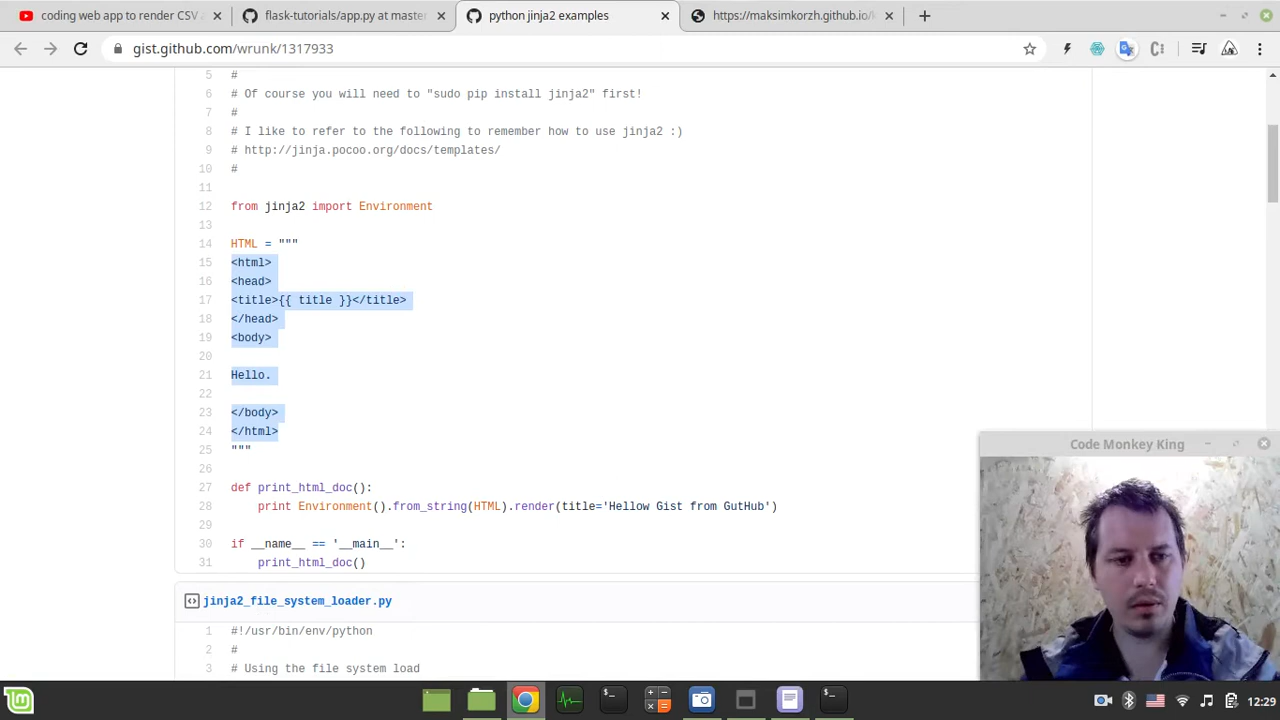 coding web app to render CSV a
flask-tutorials/app.py at master
python jinja2 examples
https://maksimkorzh.github.io/k
gist.github.com/wrunk/1317933
5 #
6 # Of course you will need to "sudo pip install jinja2" first!
7 #
8 # I like to refer to the following to remember how to use jinja2 :)
9 # http://jinja.pocoo.org/docs/templates/
10 #
11
12 from jinja2 import Environment
13
14 HTML = """
15 <html>
16 <head>
17 <title>{{ title }}</title>
18 </head>
19 <body>
20
21 Hello.
22
23 </body>
24 </html>
25 """
26
27 def print_html_doc():
28 print Environment().from_string(HTML).render(title='Hellow Gist from GutHub')
29
30 if __name__ == '__main__':
31 print_html_doc()
jinja2_file_system_loader.py
1 #!/usr/bin/env/python
2 #
3 # Using the file system load
Code Monkey King
12:29